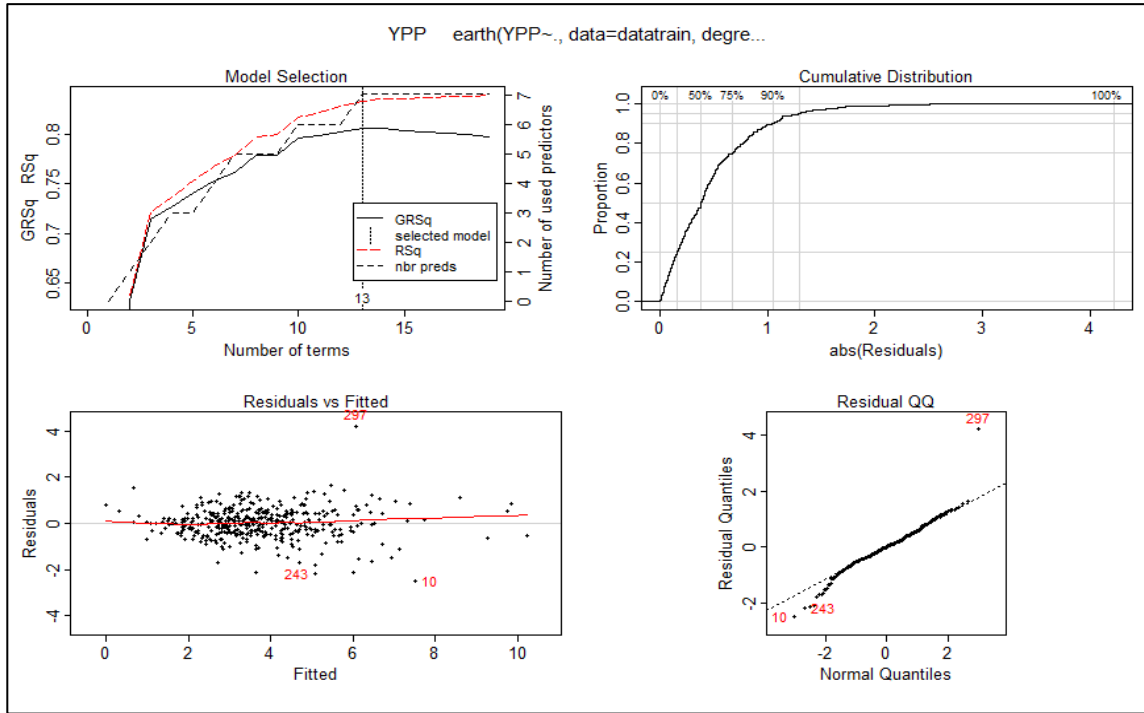 YPP earth(YPP~., data=datatrain, degre...
Model Selection
GRSq RSq
0.65 0.7 0.75 0.8
0 1 2 3 4 5 6 7
Number of used predictors
GRSq
selected model
RSq
nbr preds
13
0 5 10 15
Number of terms
Cumulative Distribution
0% 50% 75% 90% 100%
Proportion
0.0 0.2 0.4 0.6 0.8 1.0
0 1 2 3 4
abs(Residuals)
Residuals vs Fitted
297
Residuals
-4 -2 0 2 4
243
10
0 2 4 6 8 10
Fitted
Residual QQ
297
Residual Quantiles
-2 0 2 4
10
243
-2 0 2
Normal Quantiles